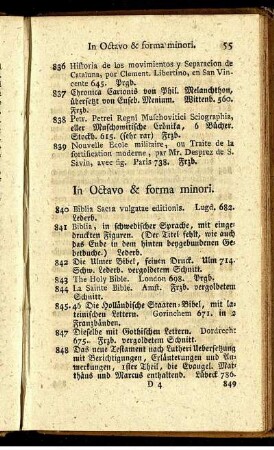 In Octavo & forma minori. 55
836 Historia de los movimientos y Separacion de
Cataluna, por Clement. Libertino, en San Vin-
cente 645. Przb.
837 Chronica Carionis von Phil. Melanchthon,
übersetzt von Euseb. Menium. Wittenb. 560.
Frzb.
838 Petr. Petrei Regni Muschovitici Sciographia,
eller Muschowitische Erönika, 6 Bücher.
Stockh. 615. (sehr rar) Frzb.
839 Nouvelle Ecole militaire, ou Traite de la
fortification moderne, par Mr. Desprez de S.
Savin, avec fig. Paris 738. Frzb.
In Octavo & forma minori.
840 Biblia Sacra vulgatae editionis. Lugd. 682.
Lederb.
841 Biblia, in schwedischer Sprache, mit einge-
druckten Figuren. (Der Titel fehlt, wie auch
das Ende in dem hinten beygebundenen Ge-
betbuche.) Lederb.
842 Die Ulmer Bibel, feinen Druck. Ulm 714.
Schw. Lederb. vergoldetem Schnitt.
843 The Holy Bible. London 698. Prgb.
844 La Sainte Bible. Amst. Frzb. vergoldetem
Schnitt.
845. 46 Die Holländische Staaten-Bibel, mit la-
teinischen Lettern. Gorinchem 671. in 2
Franzbänden.
847 Dieselbe mit Gothischen Lettern. Dordrecht
675. Frzb. vergoldetem Schnitt.
848 Das neue Testament nach Lutheri Uebersetzung
mit Berichtigungen, Erläuterungen und An-
merkungen, 1ster Theil, die Evangel. Mat-
thäus und Marcus enthaltend. Lübeck 786.
D 4 849